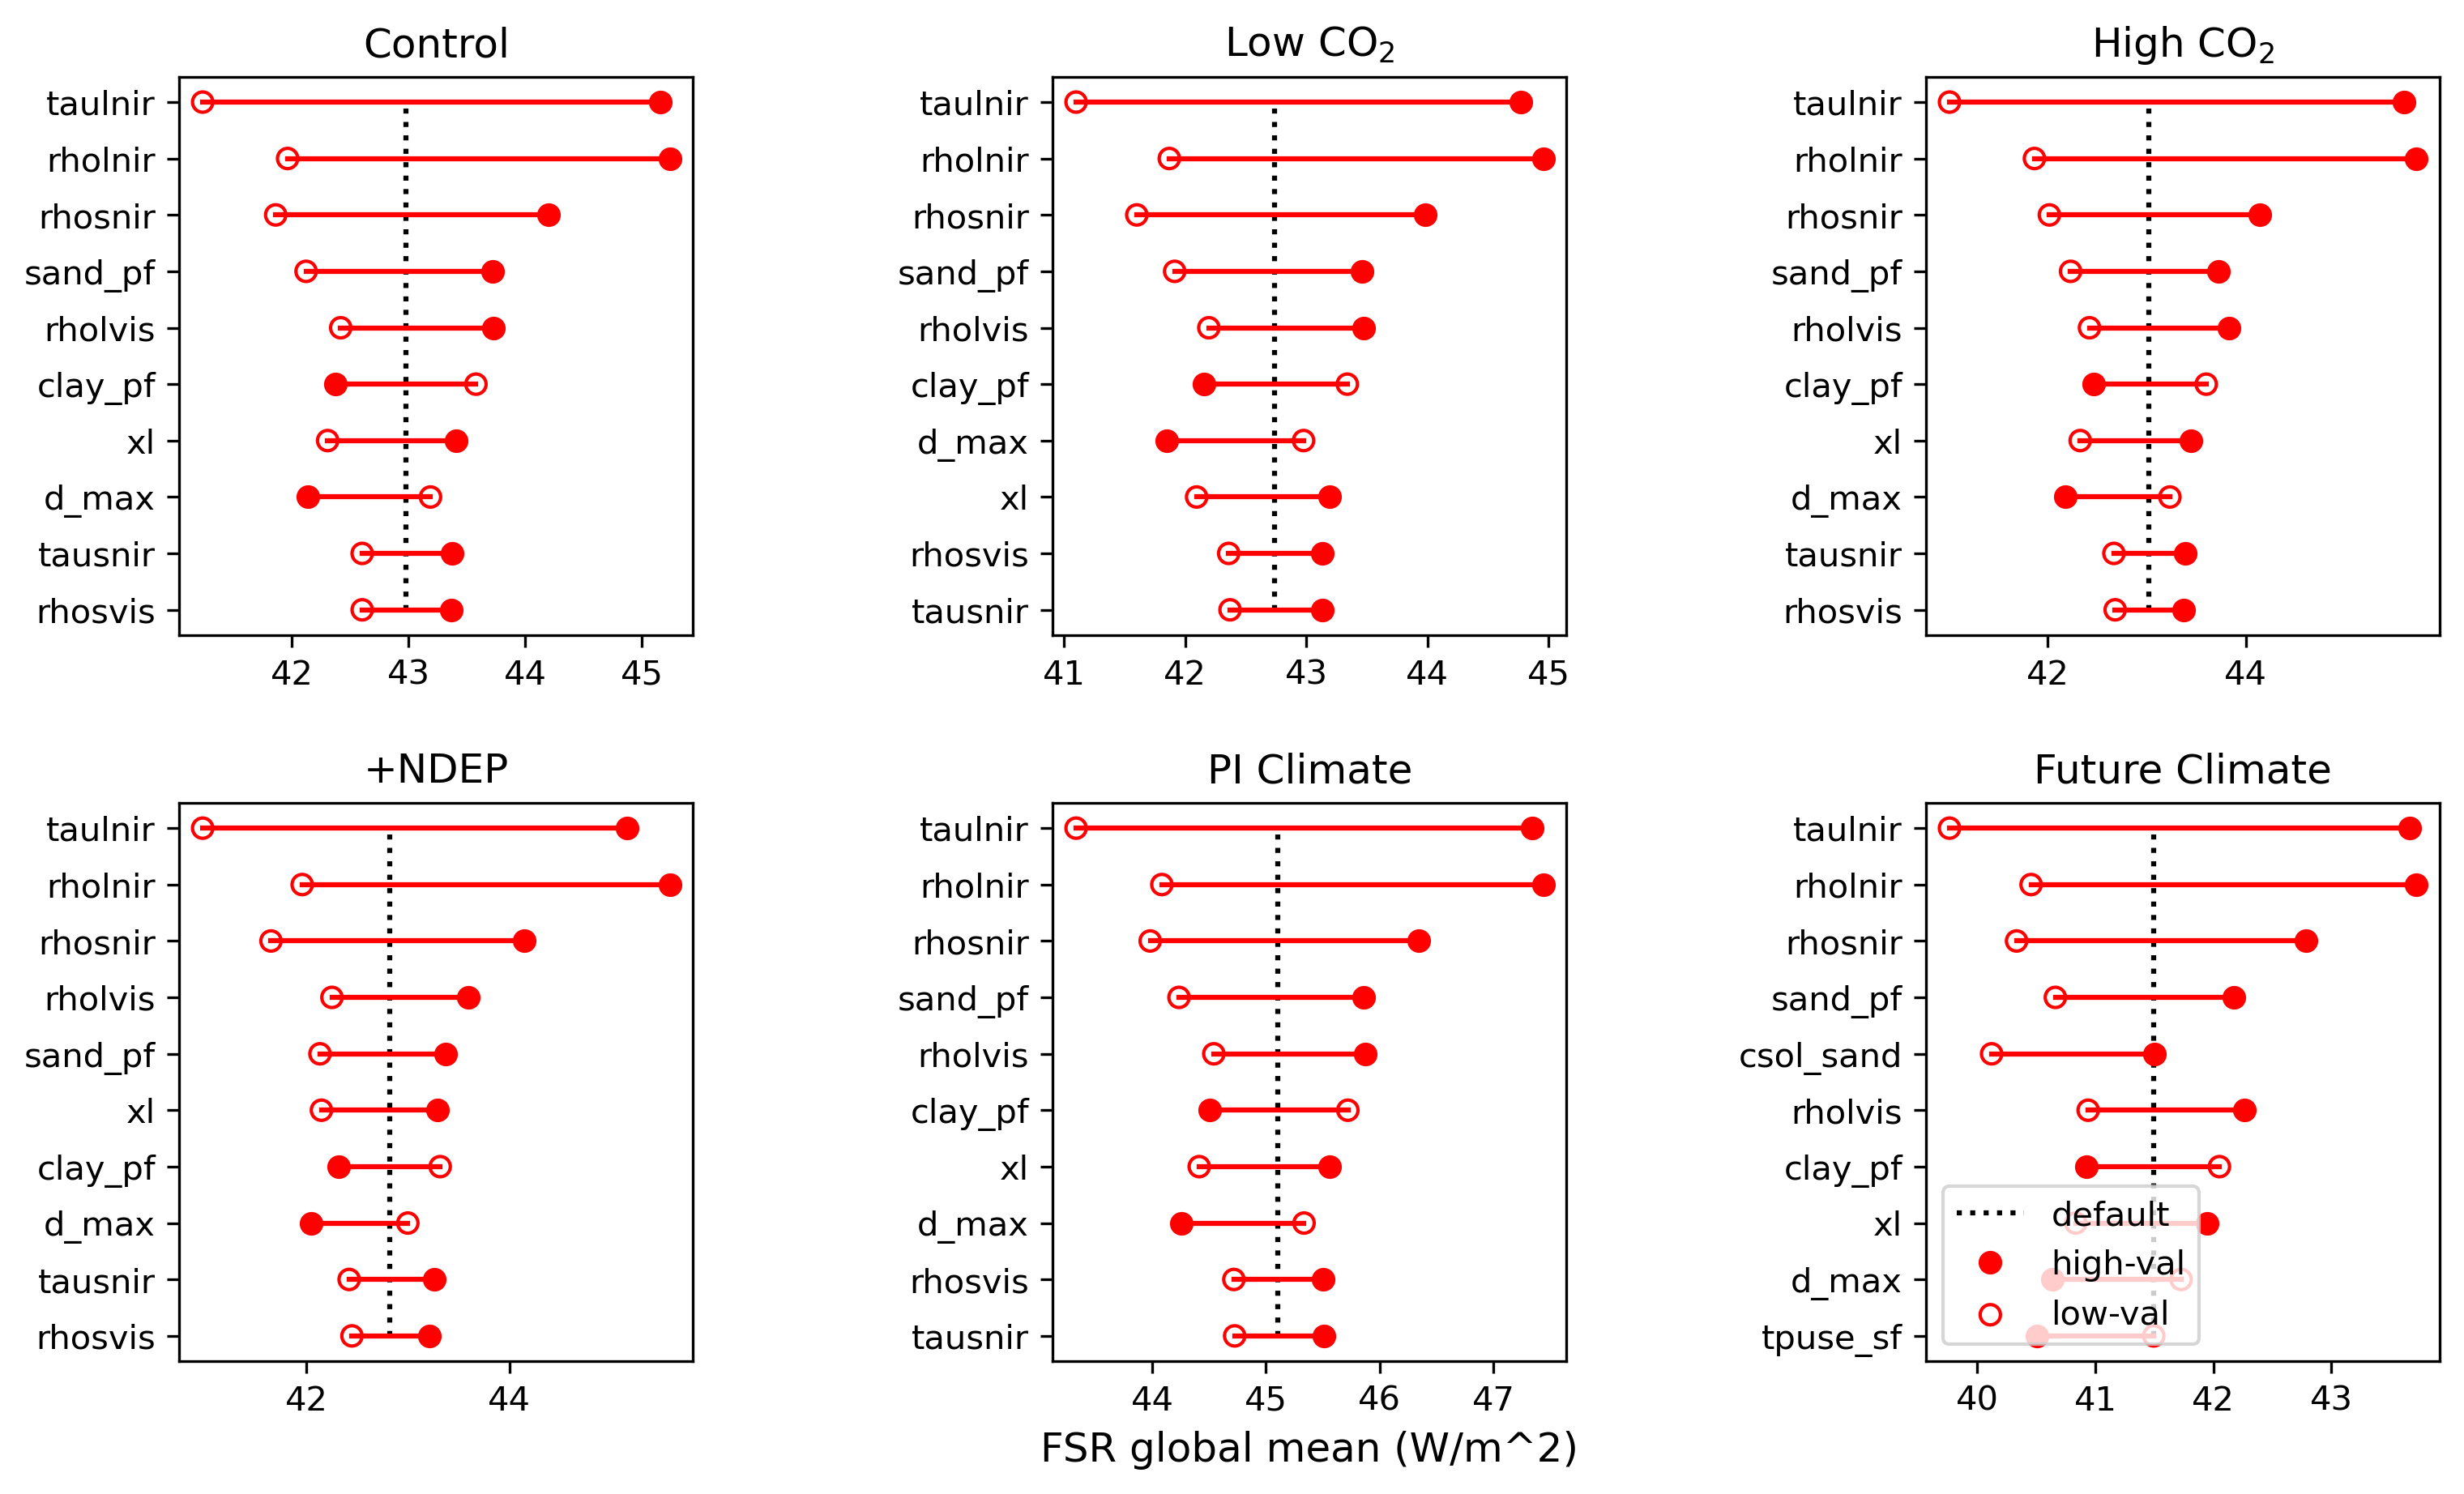 Control
taulnir
rholnir
rhosnir
sand_pf
rholvis
clay_pf
xl
d_max
tausnir
rhosvis
42 43 44 45
Low CO₂
taulnir
rholnir
rhosnir
sand_pf
rholvis
clay_pf
d_max
xl
rhosvis
tausnir
41 42 43 44 45
High CO₂
taulnir
rholnir
rhosnir
sand_pf
rholvis
clay_pf
xl
d_max
tausnir
rhosvis
42 44
+NDEP
taulnir
rholnir
rhosnir
rholvis
sand_pf
xl
clay_pf
d_max
tausnir
rhosvis
42 44
PI Climate
taulnir
rholnir
rhosnir
sand_pf
rholvis
clay_pf
xl
d_max
rhosvis
tausnir
44 45 46 47
FSR global mean (W/m^2)
Future Climate
taulnir
rholnir
rhosnir
sand_pf
csol_sand
rholvis
clay_pf
xl
d_max
tpuse_sf
40 41 42 43
default
high-val
low-val